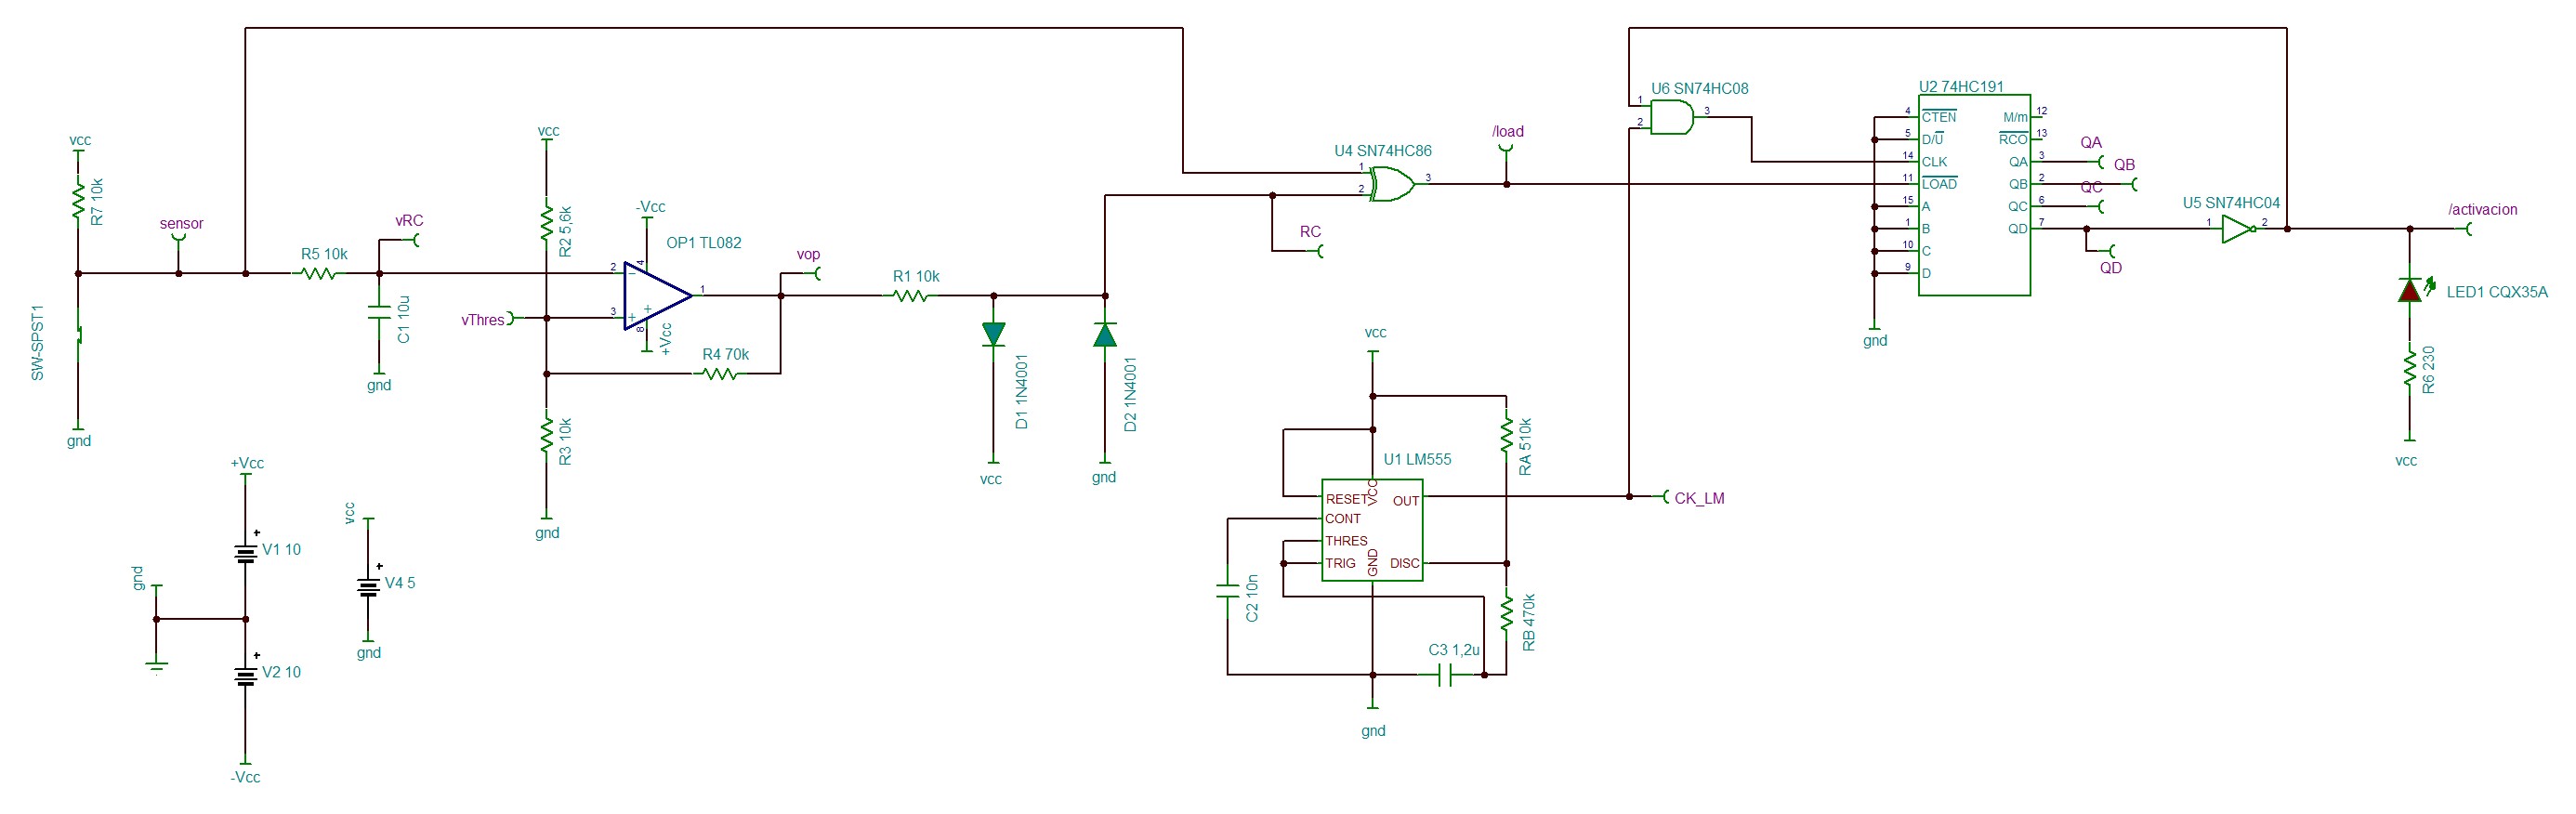 vcc
R7 10k
sensor
SW-SPST1
gnd
R5 10k
vRC
C1 10u
gnd
vcc
R2 5,6k
vThres
R3 10k
gnd
-Vcc
OP1 TL082
2
3
4
8
1
+Vcc
R4 70k
vop
R1 10k
D1 1N4001
vcc
D2 1N4001
gnd
RC
U4 SN74HC86
1
2
3
/load
+Vcc
V1 10
gnd
V2 10
-Vcc
vcc
V4 5
gnd
vcc
U1 LM555
RESET
VCC
OUT
CONT
THRES
TRIG
GND
DISC
RA 510k
RB 470k
C2 10n
C3 1,2u
gnd
CK_LM
U6 SN74HC08
1
2
3
U2 74HC191
4 CTEN
5 D/U
14 CLK
11 LOAD
15 A
1 B
10 C
9 D
M/m 12
RCO 13
QA 3
QB 2
QC 6
QD 7
gnd
QA
QB
QC
QD
U5 SN74HC04
1
2
/activacion
LED1 CQX35A
R6 230
vcc